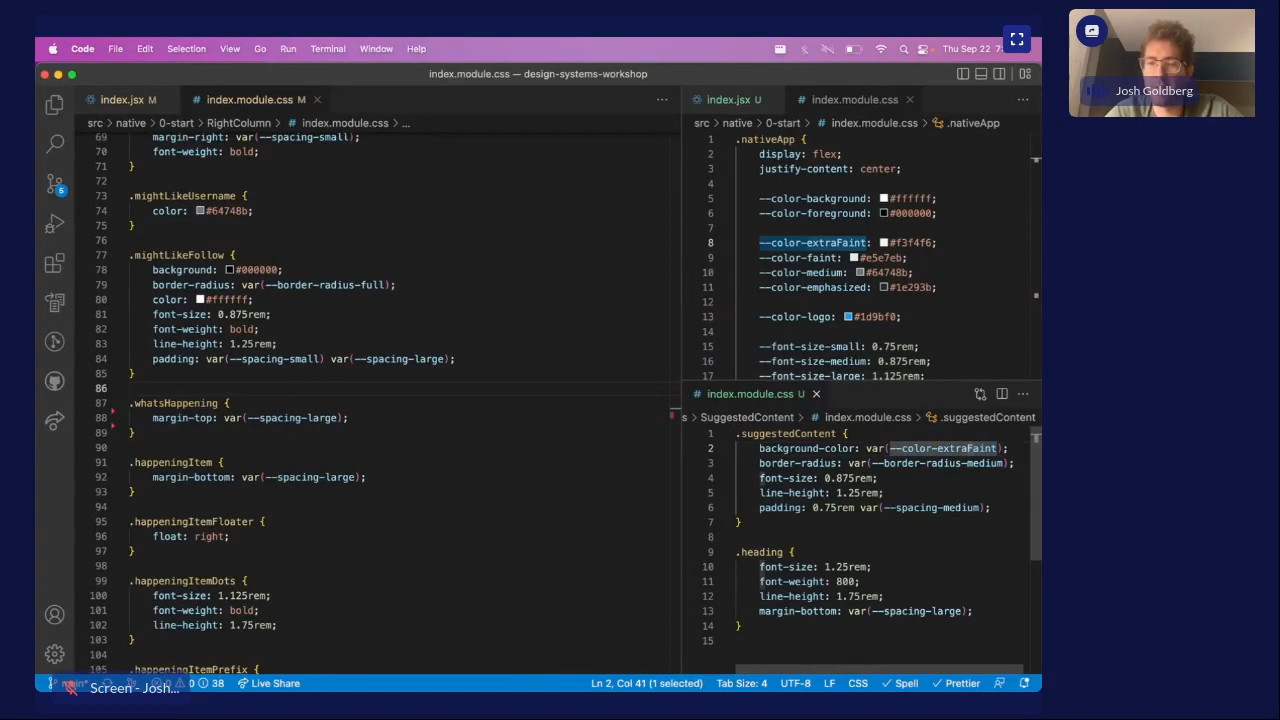 Code File Edit Selection View Go Run Terminal Window Help
Thu Sep 22 7:
index.module.css — design-systems-workshop
index.jsx M
index.module.css M
src > native > 0-start > RightColumn > # index.module.css > ...
69 margin-right: var(--spacing-small);
70 font-weight: bold;
71 }
72
73 .mightLikeUsername {
74 color: #64748b;
75 }
76
77 .mightLikeFollow {
78 background: #000000;
79 border-radius: var(--border-radius-full);
80 color: #ffffff;
81 font-size: 0.875rem;
82 font-weight: bold;
83 line-height: 1.25rem;
84 padding: var(--spacing-small) var(--spacing-large);
85 }
86
87 .whatsHappening {
88 margin-top: var(--spacing-large);
89 }
90
91 .happeningItem {
92 margin-bottom: var(--spacing-large);
93 }
94
95 .happeningItemFloater {
96 float: right;
97 }
98
99 .happeningItemDots {
100 font-size: 1.125rem;
101 font-weight: bold;
102 line-height: 1.75rem;
103 }
104
105 .happeningItemPrefix {
index.jsx U
# index.module.css
src > native > 0-start > # index.module.css > .nativeApp
1 .nativeApp {
2 display: flex;
3 justify-content: center;
4
5 --color-background: #ffffff;
6 --color-foreground: #000000;
7
8 --color-extraFaint: #f3f4f6;
9 --color-faint: #e5e7eb;
10 --color-medium: #64748b;
11 --color-emphasized: #1e293b;
12
13 --color-logo: #1d9bf0;
14
15 --font-size-small: 0.75rem;
16 --font-size-medium: 0.875rem;
17 --font-size-large: 1.125rem;
# index.module.css U
s > SuggestedContent > # index.module.css > .suggestedContent
1 .suggestedContent {
2 background-color: var(--color-extraFaint);
3 border-radius: var(--border-radius-medium);
4 font-size: 0.875rem;
5 line-height: 1.25rem;
6 padding: 0.75rem var(--spacing-medium);
7 }
8
9 .heading {
10 font-size: 1.25rem;
11 font-weight: 800;
12 line-height: 1.75rem;
13 margin-bottom: var(--spacing-large);
14 }
15
5
main* 0 0 38 Live Share
Ln 2, Col 41 (1 selected) Tab Size: 4 UTF-8 LF CSS Spell Prettier
Screen - Josh...
Josh Goldberg